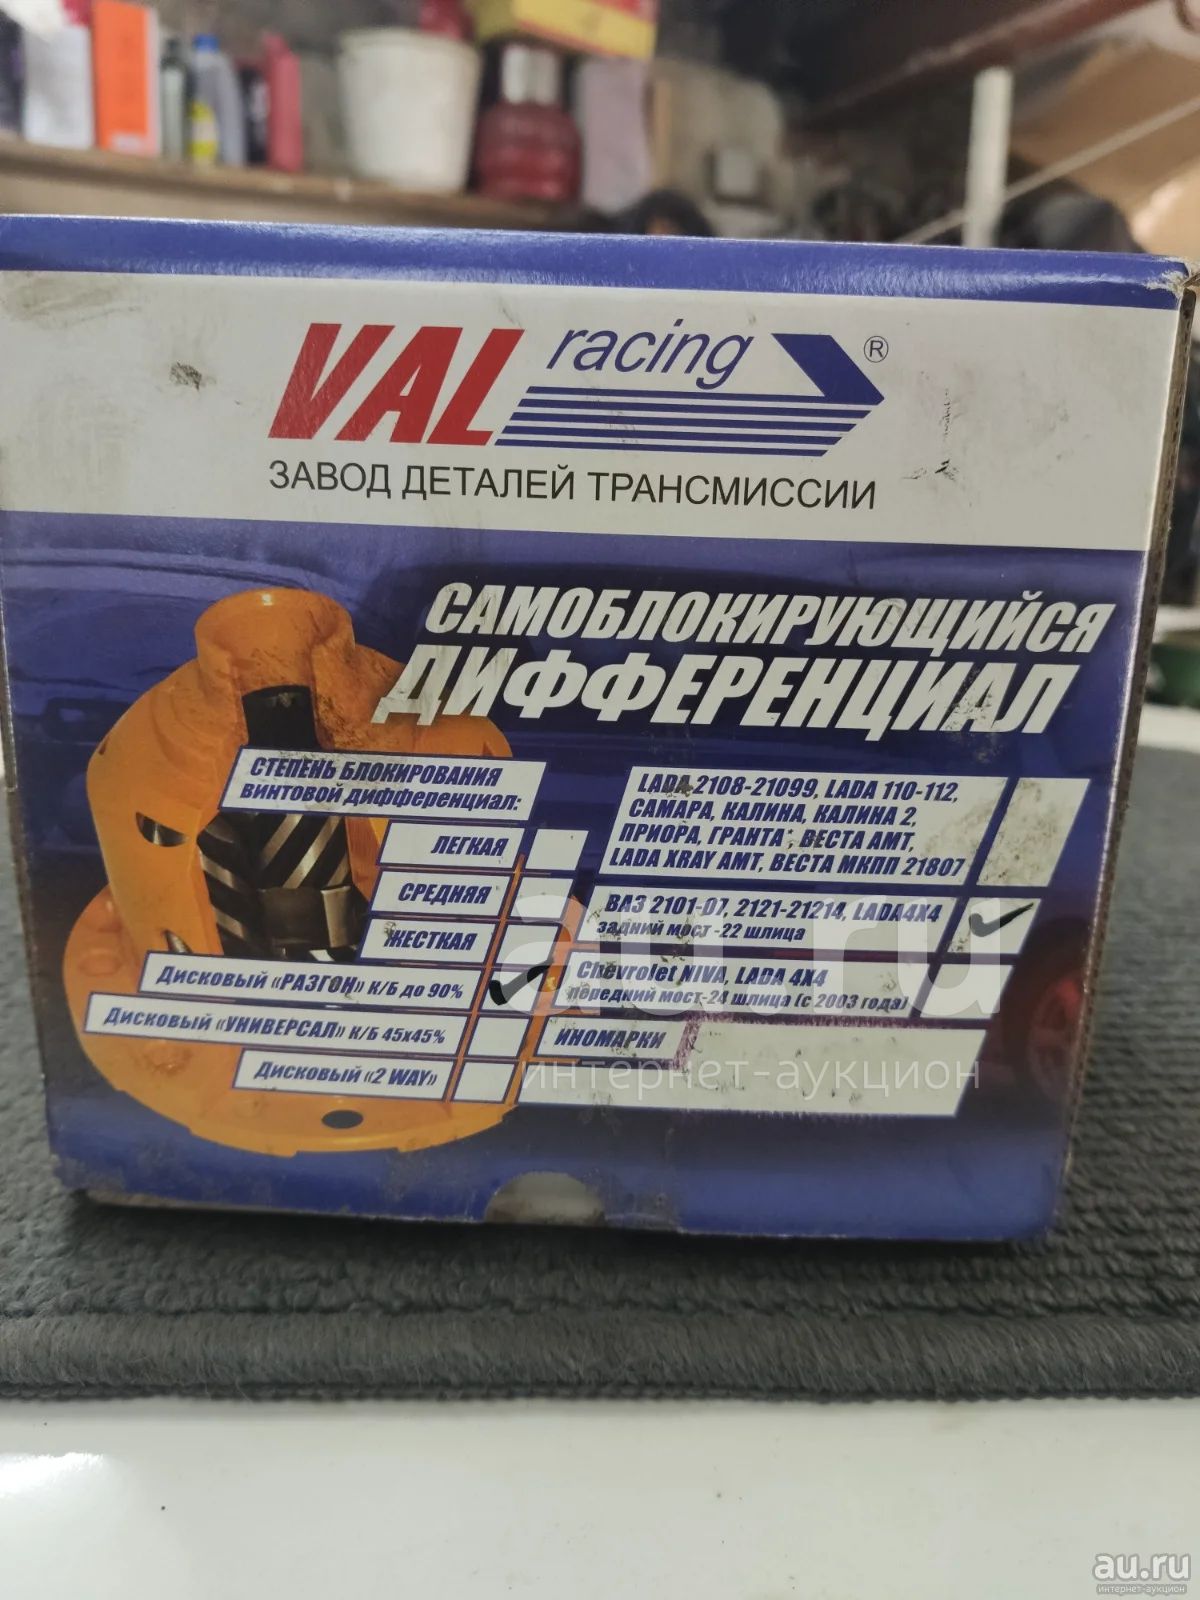 VAL racing ®
ЗАВОД ДЕТАЛЕЙ ТРАНСМИССИИ
САМОБЛОКИРУЮЩИЙСЯ
ДИФФЕРЕНЦИАЛ
СТЕПЕНЬ БЛОКИРОВАНИЯ
ВИНТОВОЙ ДИФФЕРЕНЦИАЛ:
ЛЕГКАЯ
СРЕДНЯЯ
ЖЕСТКАЯ
ДИСКОВЫЙ «РАЗГОН» К/Б до 90%
ДИСКОВЫЙ «УНИВЕРСАЛ» К/Б 45х45%
ДИСКОВЫЙ «2 WAY»
LADA 2108-21099, LADA 110-112,
САМАРА, КАЛИНА, КАЛИНА 2,
ПРИОРА, ГРАНТА*, ВЕСТА АМТ,
LADA XRAY АМТ, ВЕСТА МКПП 21807
ВАЗ 2101-07, 2121-21214, LADA4X4
задний мост -22 шлица
Chevrolet NIVA, LADA 4X4
передний мост-24 шлица (с 2003 года)
ИНОМАРКИ
au.ru
интернет-аукцион
au.ru
интернет-аукцион